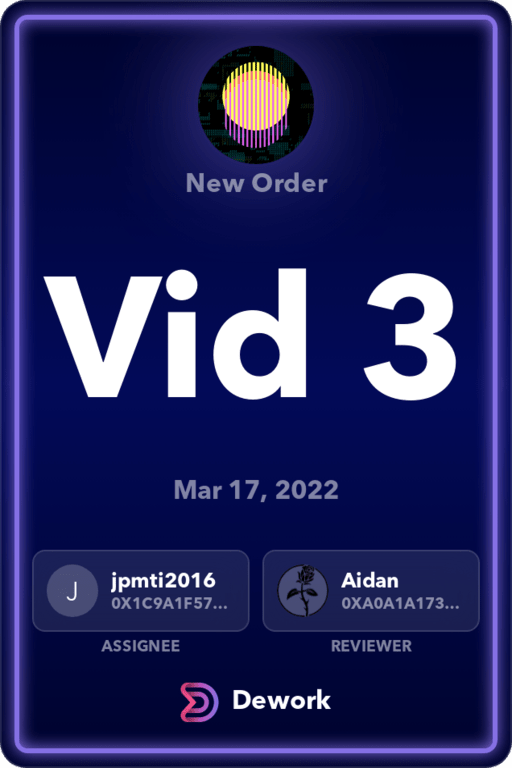 New Order
Vid 3
Mar 17, 2022
J
jpmti2016
0X1C9A1F57...
ASSIGNEE
Aidan
0XA0A1A173...
REVIEWER
Dework